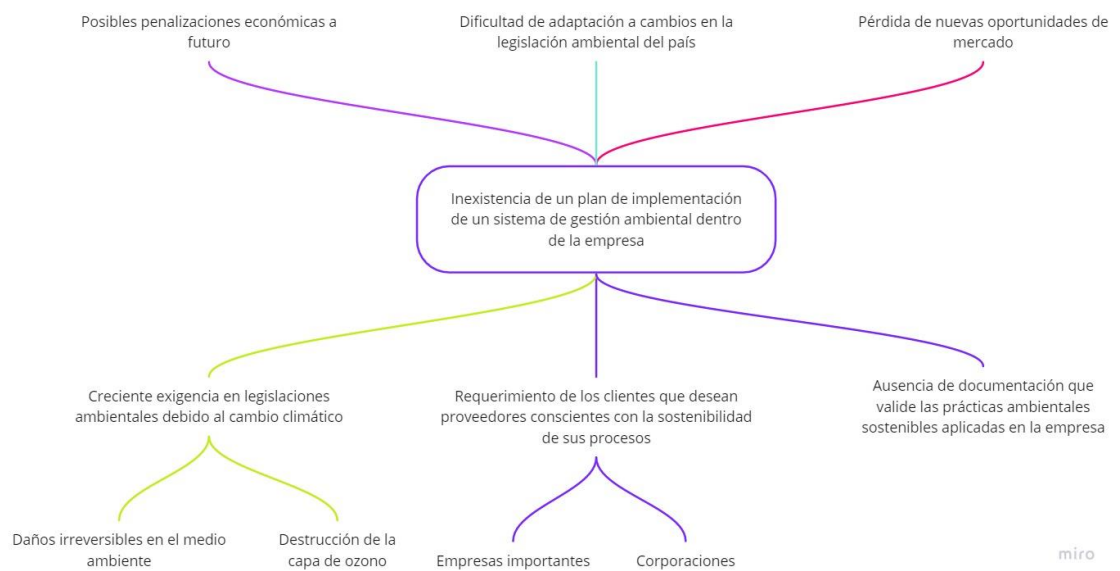 Posibles penalizaciones económicas a
futuro
Dificultad de adaptación a cambios en la
legislación ambiental del país
Pérdida de nuevas oportunidades de
mercado
Inexistencia de un plan de implementación
de un sistema de gestión ambiental dentro
de la empresa
Creciente exigencia en legislaciones
ambientales debido al cambio climático
Requerimiento de los clientes que desean
proveedores conscientes con la sostenibilidad
de sus procesos
Ausencia de documentación que
valide las prácticas ambientales
sostenibles aplicadas en la empresa
Daños irreversibles en el medio
ambiente
Destrucción de la
capa de ozono
Empresas importantes
Corporaciones
miro